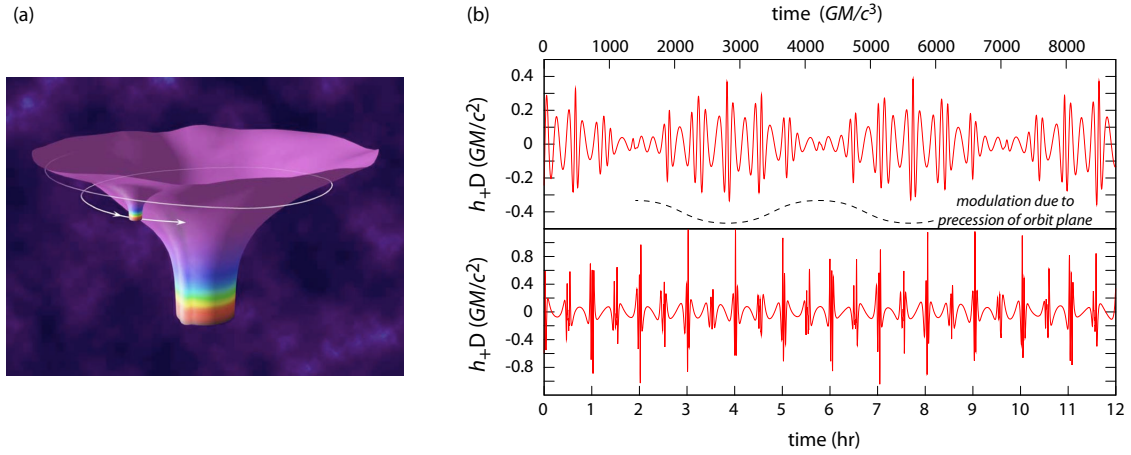 (a)
(b)
time (GM/c³)
0 1000 2000 3000 4000 5000 6000 7000 8000
h₊D (GM/c²)
0.4
0.2
0
-0.2
-0.4
modulation due to
precession of orbit plane
h₊D (GM/c²)
0.8
0.4
0
-0.4
-0.8
0 1 2 3 4 5 6 7 8 9 10 11 12
time (hr)